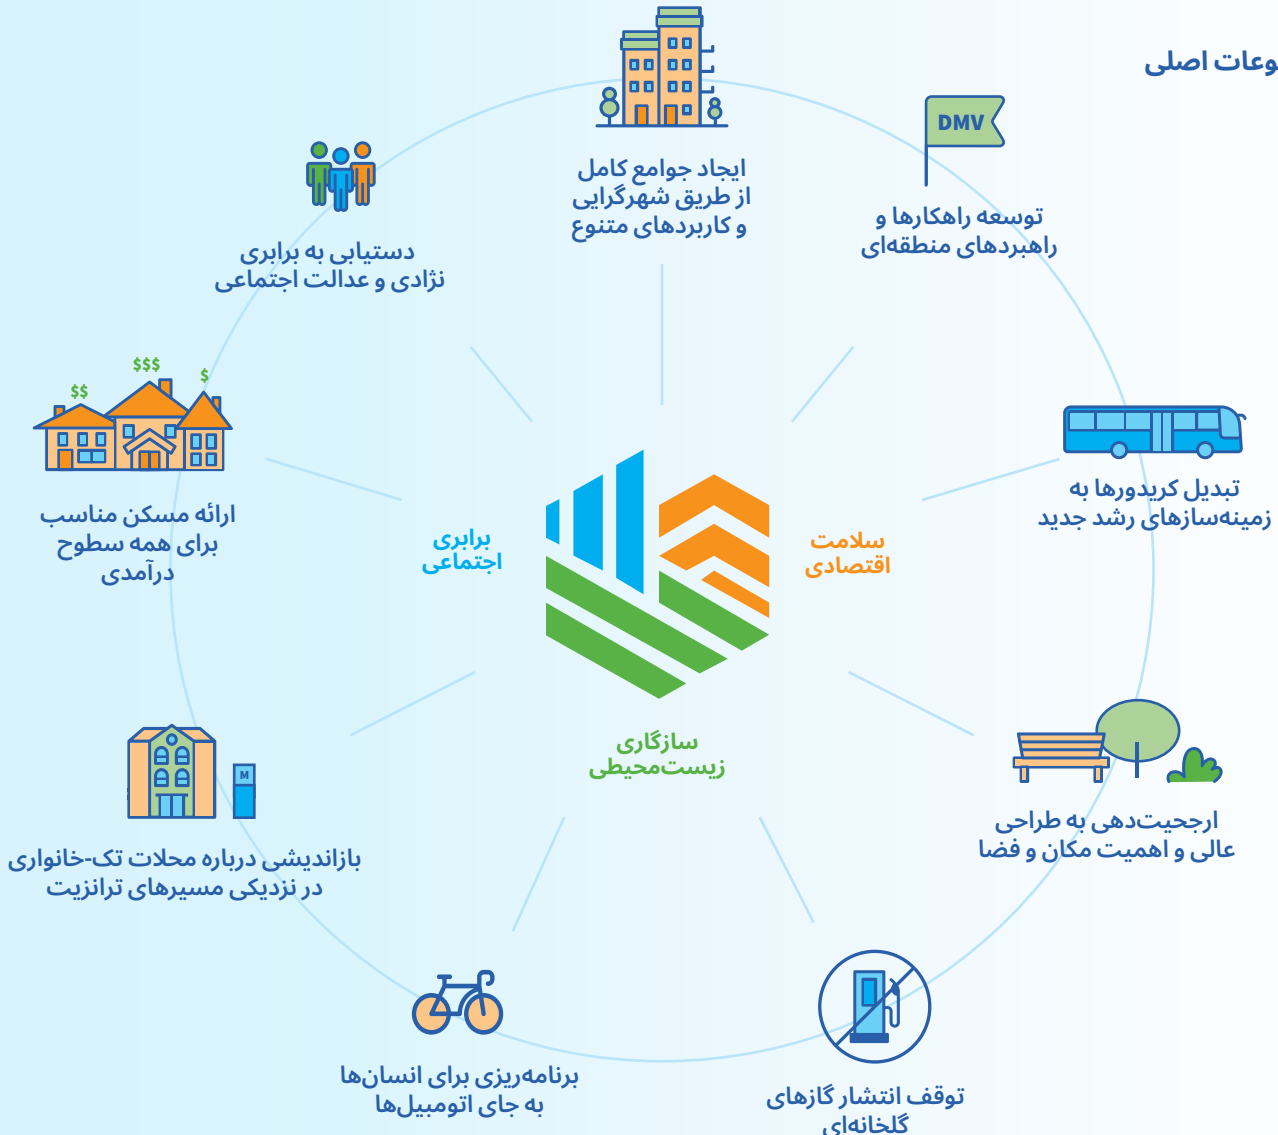 اصلی
ایجاد جوامع کامل
از طریق شهرگرایی
و کاربردهای متنوع
DMV
توسعه راهکارها و
راهبردهای منطقه‌ای
تبدیل کریدورها به
زمینه‌سازهای رشد جدید
ارجحیت‌دهی به طراحی
عالی و اهمیت مکان و فضا
توقف انتشار گازهای
گلخانه‌ای
برنامه‌ریزی برای انسان‌ها
به جای اتومبیل‌ها
M
بازاندیشی درباره محلات تک-خانواری
در نزدیکی مسیرهای ترانزیت
$$
$$$
$
ارائه مسکن مناسب
برای همه سطوح
درآمدی
دستیابی به برابری
نژادی و عدالت اجتماعی
سلامت
اقتصادی
برابری
اجتماعی
سازگاری
زیست‌محیطی